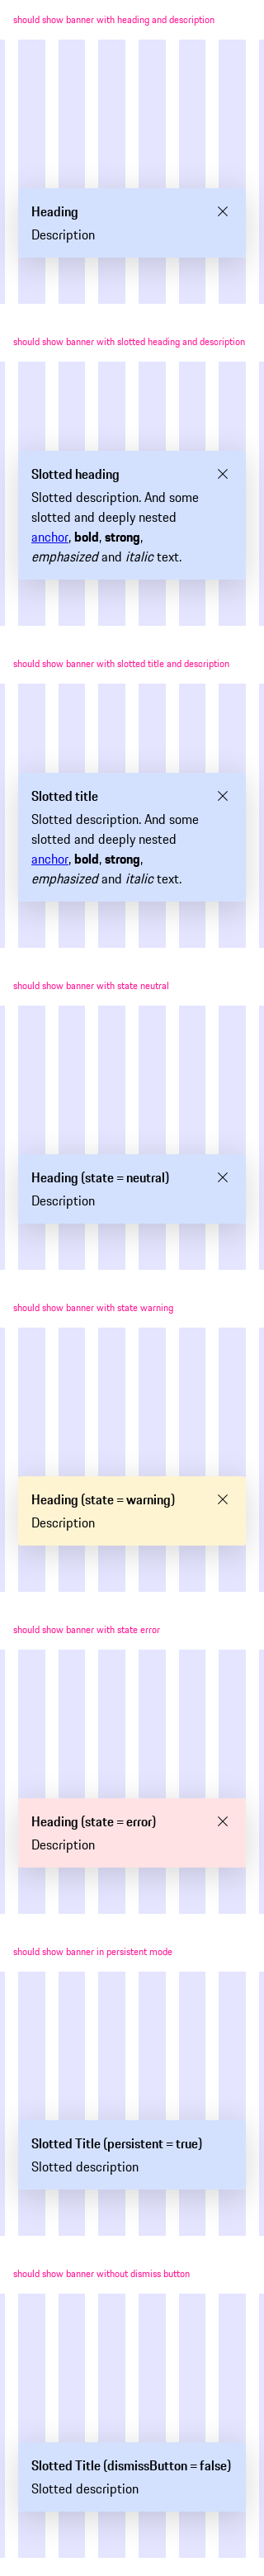 should show banner with heading and description
Heading
Description
should show banner with slotted heading and description
Slotted heading
Slotted description. And some
slotted and deeply nested
anchor, bold, strong,
emphasized and italic text.
should show banner with slotted title and description
Slotted title
Slotted description. And some
slotted and deeply nested
anchor, bold, strong,
emphasized and italic text.
should show banner with state neutral
Heading (state = neutral)
Description
should show banner with state warning
Heading (state = warning)
Description
should show banner with state error
Heading (state = error)
Description
should show banner in persistent mode
Slotted Title (persistent = true)
Slotted description
should show banner without dismiss button
Slotted Title (dismissButton = false)
Slotted description